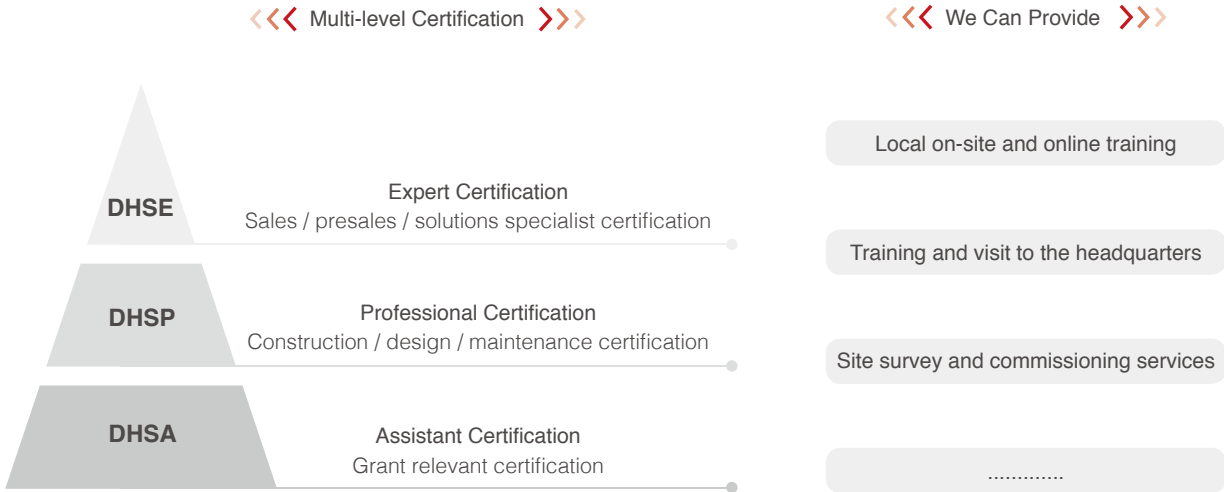 Multi-level Certification
DHSE
Expert Certification
Sales / presales / solutions specialist certification
DHSP
Professional Certification
Construction / design / maintenance certification
DHSA
Assistant Certification
Grant relevant certification
We Can Provide
Local on-site and online training
Training and visit to the headquarters
Site survey and commissioning services
.............